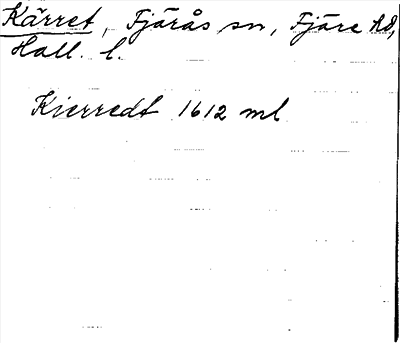 Kärret, Fjärås sn, Fjäre hd,
Hall. l.
Kierredt 1612 ml